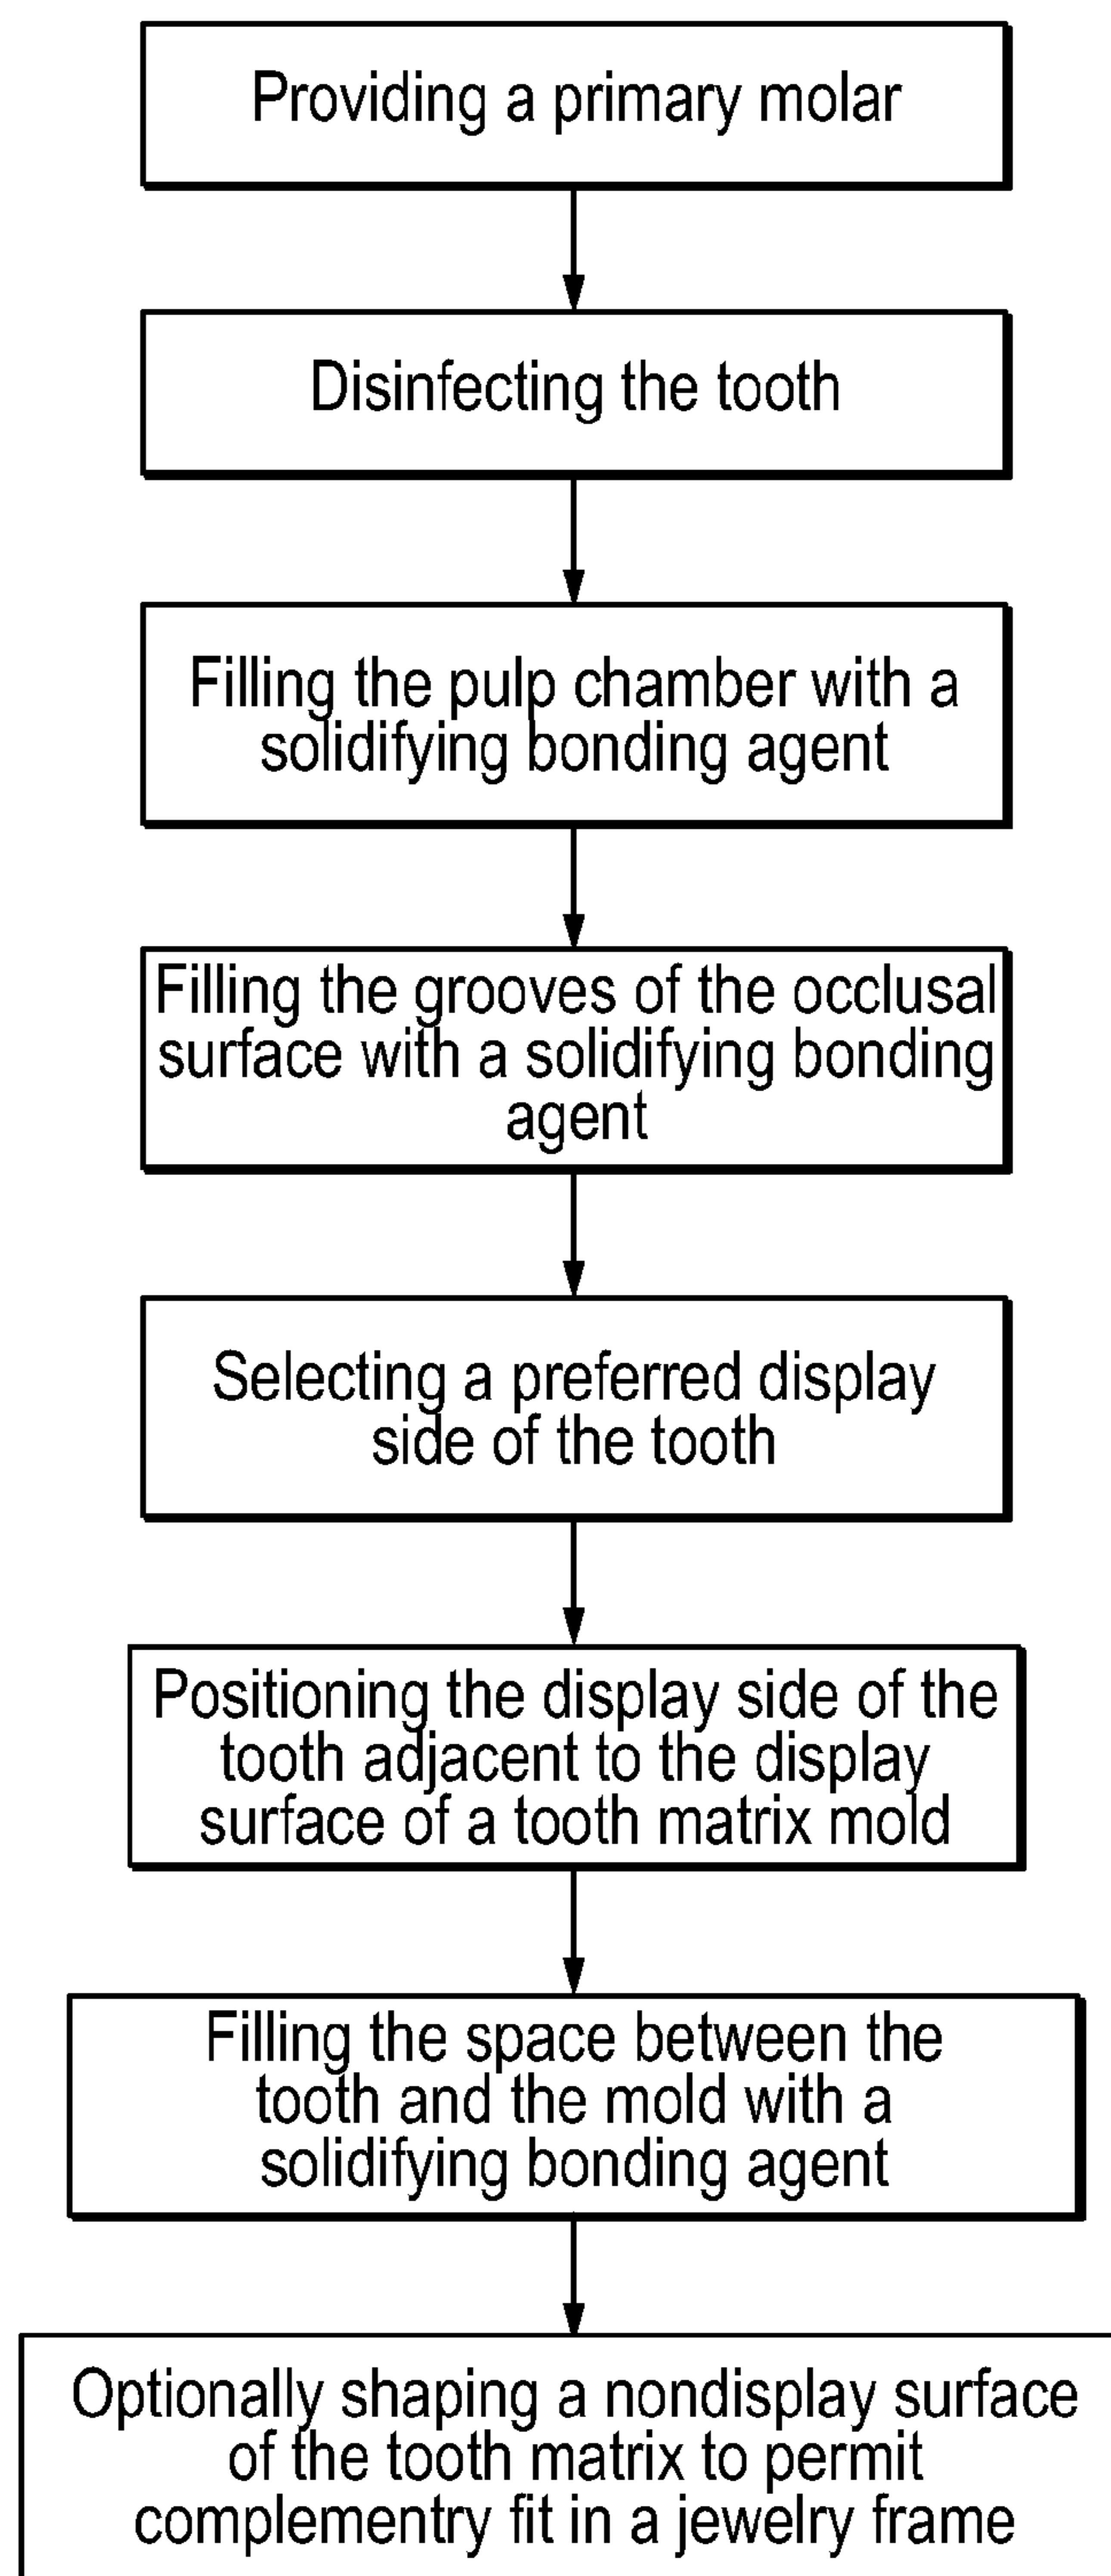 Providing a primary molar
Disinfecting the tooth
Filling the pulp chamber with a
solidifying bonding agent
Filling the grooves of the occlusal
surface with a solidifying bonding
agent
Selecting a preferred display
side of the tooth
Positioning the display side of the
tooth adjacent to the display
surface of a tooth matrix mold
Filling the space between the
tooth and the mold with a
solidifying bonding agent
Optionally shaping a nondisplay surface
of the tooth matrix to permit
complementry fit in a jewelry frame